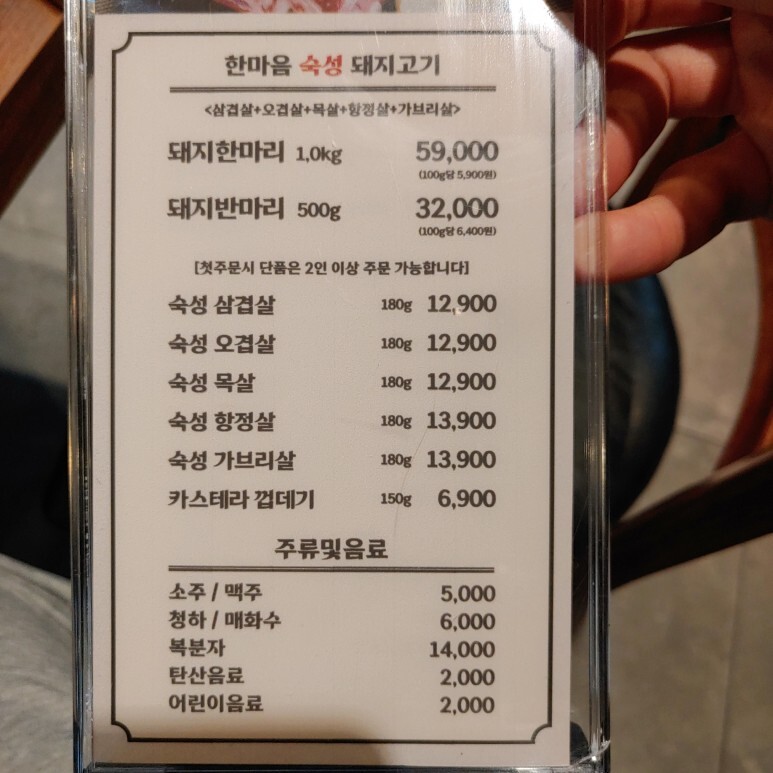 한마음 숙성 돼지고기
<삼겹살+오겹살+목살+항정살+가브리살>
돼지한마리 1,0kg 59,000
(100g당 5,900원)
돼지반마리 500g 32,000
(100g당 6,400원)
[첫주문시 단품은 2인 이상 주문 가능합니다]
숙성 삼겹살 180g 12,900
숙성 오겹살 180g 12,900
숙성 목살 180g 12,900
숙성 항정살 180g 13,900
숙성 가브리살 180g 13,900
카스테라 껍데기 150g 6,900
주류및음료
소주 / 맥주 5,000
청하 / 매화수 6,000
복분자 14,000
탄산음료 2,000
어린이음료 2,000